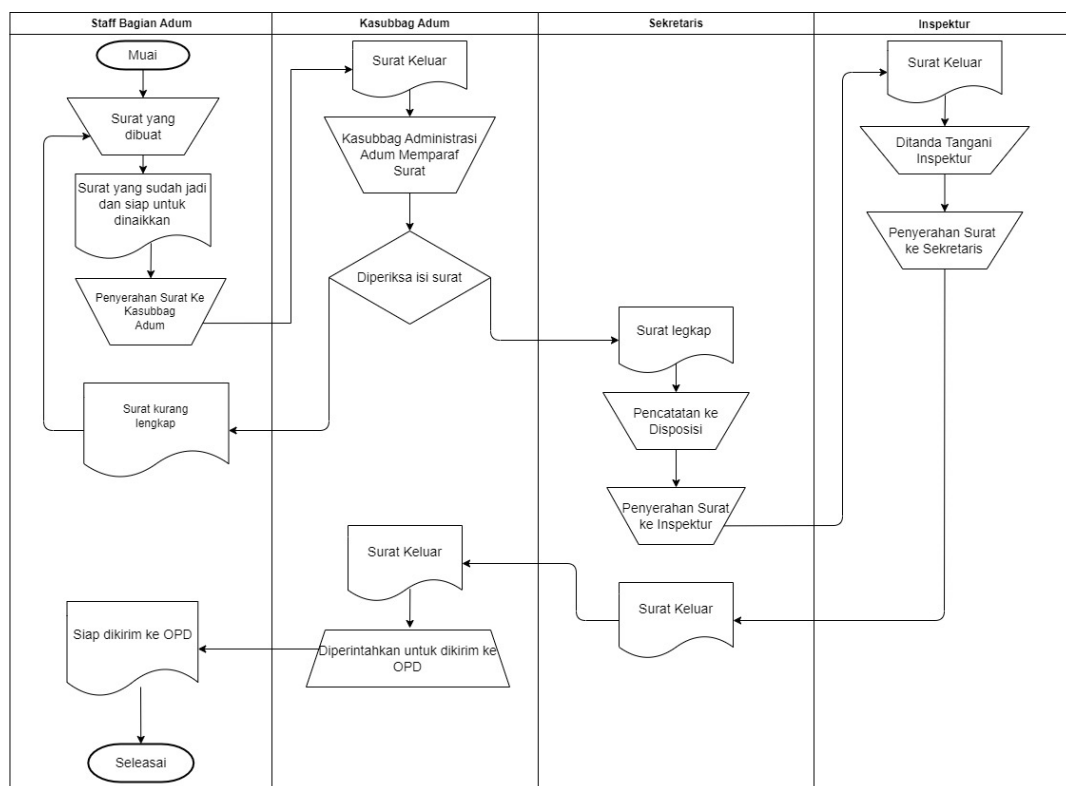 Staff Bagian Adum
Kasubbag Adum
Sekretaris
Inspektur
Muai
Surat yang
dibuat
Surat yang sudah jadi
dan siap untuk
dinaikkan
Penyerahan Surat Ke
Kasubbag
Adum
Surat kurang
lengkap
Siap dikirim ke OPD
Seleasai
Surat Keluar
Kasubbag Administrasi
Adum Memparaf
Surat
Diperiksa isi surat
Surat Keluar
Diperintahkan untuk dikirim ke
OPD
Surat legkap
Pencatatan ke
Disposisi
Penyerahan Surat
ke Inspektur
Surat Keluar
Surat Keluar
Ditanda Tangani
Inspektur
Penyerahan Surat
ke Sekretaris